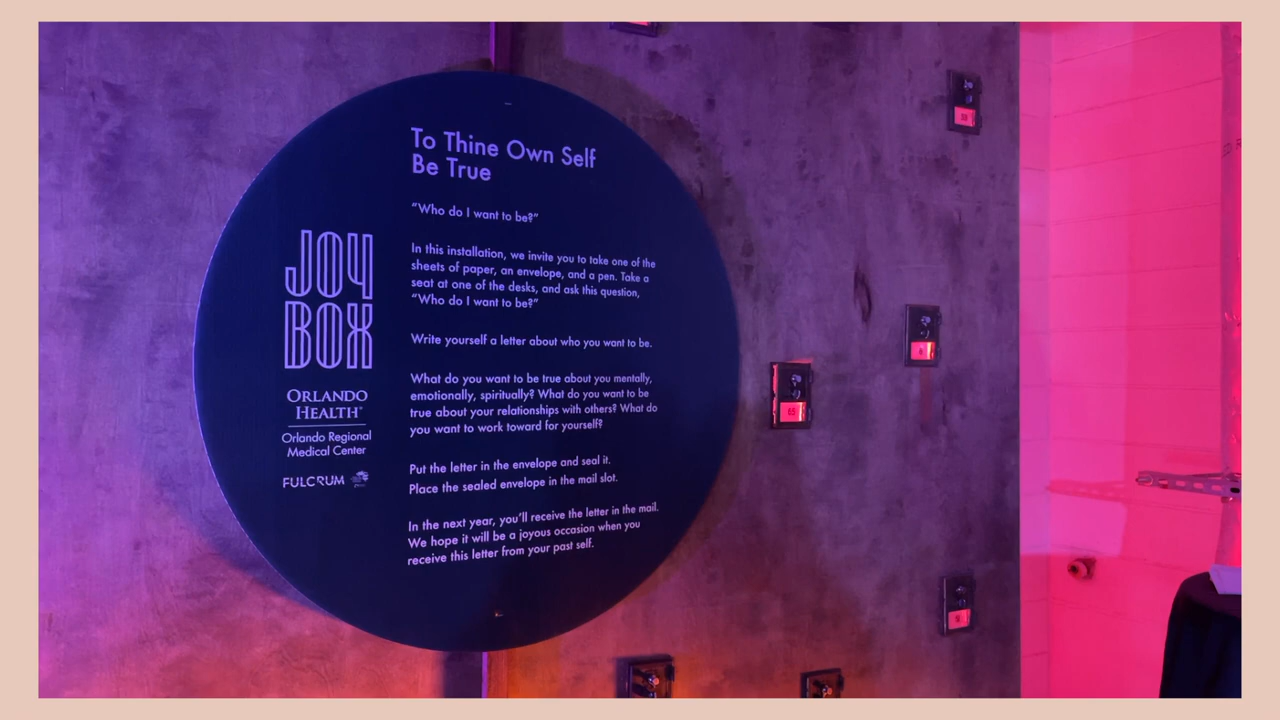 To Thine Own Self
Be True
“Who do I want to be?”
In this installation, we invite you to take one of the
sheets of paper, an envelope, and a pen. Take a
seat at one of the desks, and ask this question,
“Who do I want to be?”
Write yourself a letter about who you want to be.
What do you want to be true about you mentally,
emotionally, spiritually? What do you want to be
true about your relationships with others? What do
you want to work toward for yourself?
Put the letter in the envelope and seal it.
Place the sealed envelope in the mail slot.
In the next year, you’ll receive the letter in the mail.
We hope it will be a joyous occasion when you
receive this letter from your past self.
JOY
BOX
ORLANDO
HEALTH®
Orlando Regional
Medical Center
FULCRUM
65